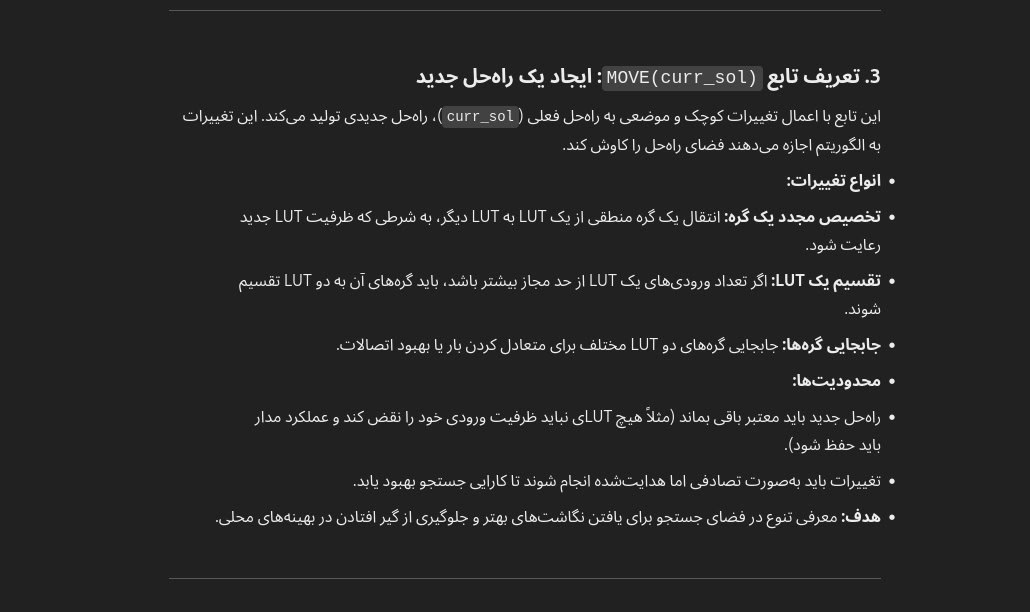 3. تعریف تابع MOVE(curr_sol): ایجاد یک راه‌حل جدید
این تابع با اعمال تغییرات کوچک و موضعی به راه‌حل فعلی (curr_sol)، راه‌حل جدیدی تولید می‌کند. این تغییرات
به الگوریتم اجازه می‌دهند فضای راه‌حل را کاوش کند.
• انواع تغییرات:
• تخصیص مجدد یک گره: انتقال یک گره منطقی از یک LUT به LUT دیگر، به شرطی که ظرفیت LUT جدید
رعایت شود.
• تقسیم یک LUT: اگر تعداد ورودی‌های یک LUT از حد مجاز بیشتر باشد، باید گره‌های آن به دو LUT تقسیم
شوند.
• جابجایی گره‌ها: جابجایی گره‌های دو LUT مختلف برای متعادل کردن بار یا بهبود اتصالات.
• محدودیت‌ها:
• راه‌حل جدید باید معتبر باقی بماند (مثلاً هیچ LUTی نباید ظرفیت ورودی خود را نقض کند و عملکرد مدار
باید حفظ شود).
• تغییرات باید به‌صورت تصادفی اما هدایت‌شده انجام شوند تا کارایی جستجو بهبود یابد.
• هدف: معرفی تنوع در فضای جستجو برای یافتن نگاشت‌های بهتر و جلوگیری از گیر افتادن در بهینه‌های محلی.